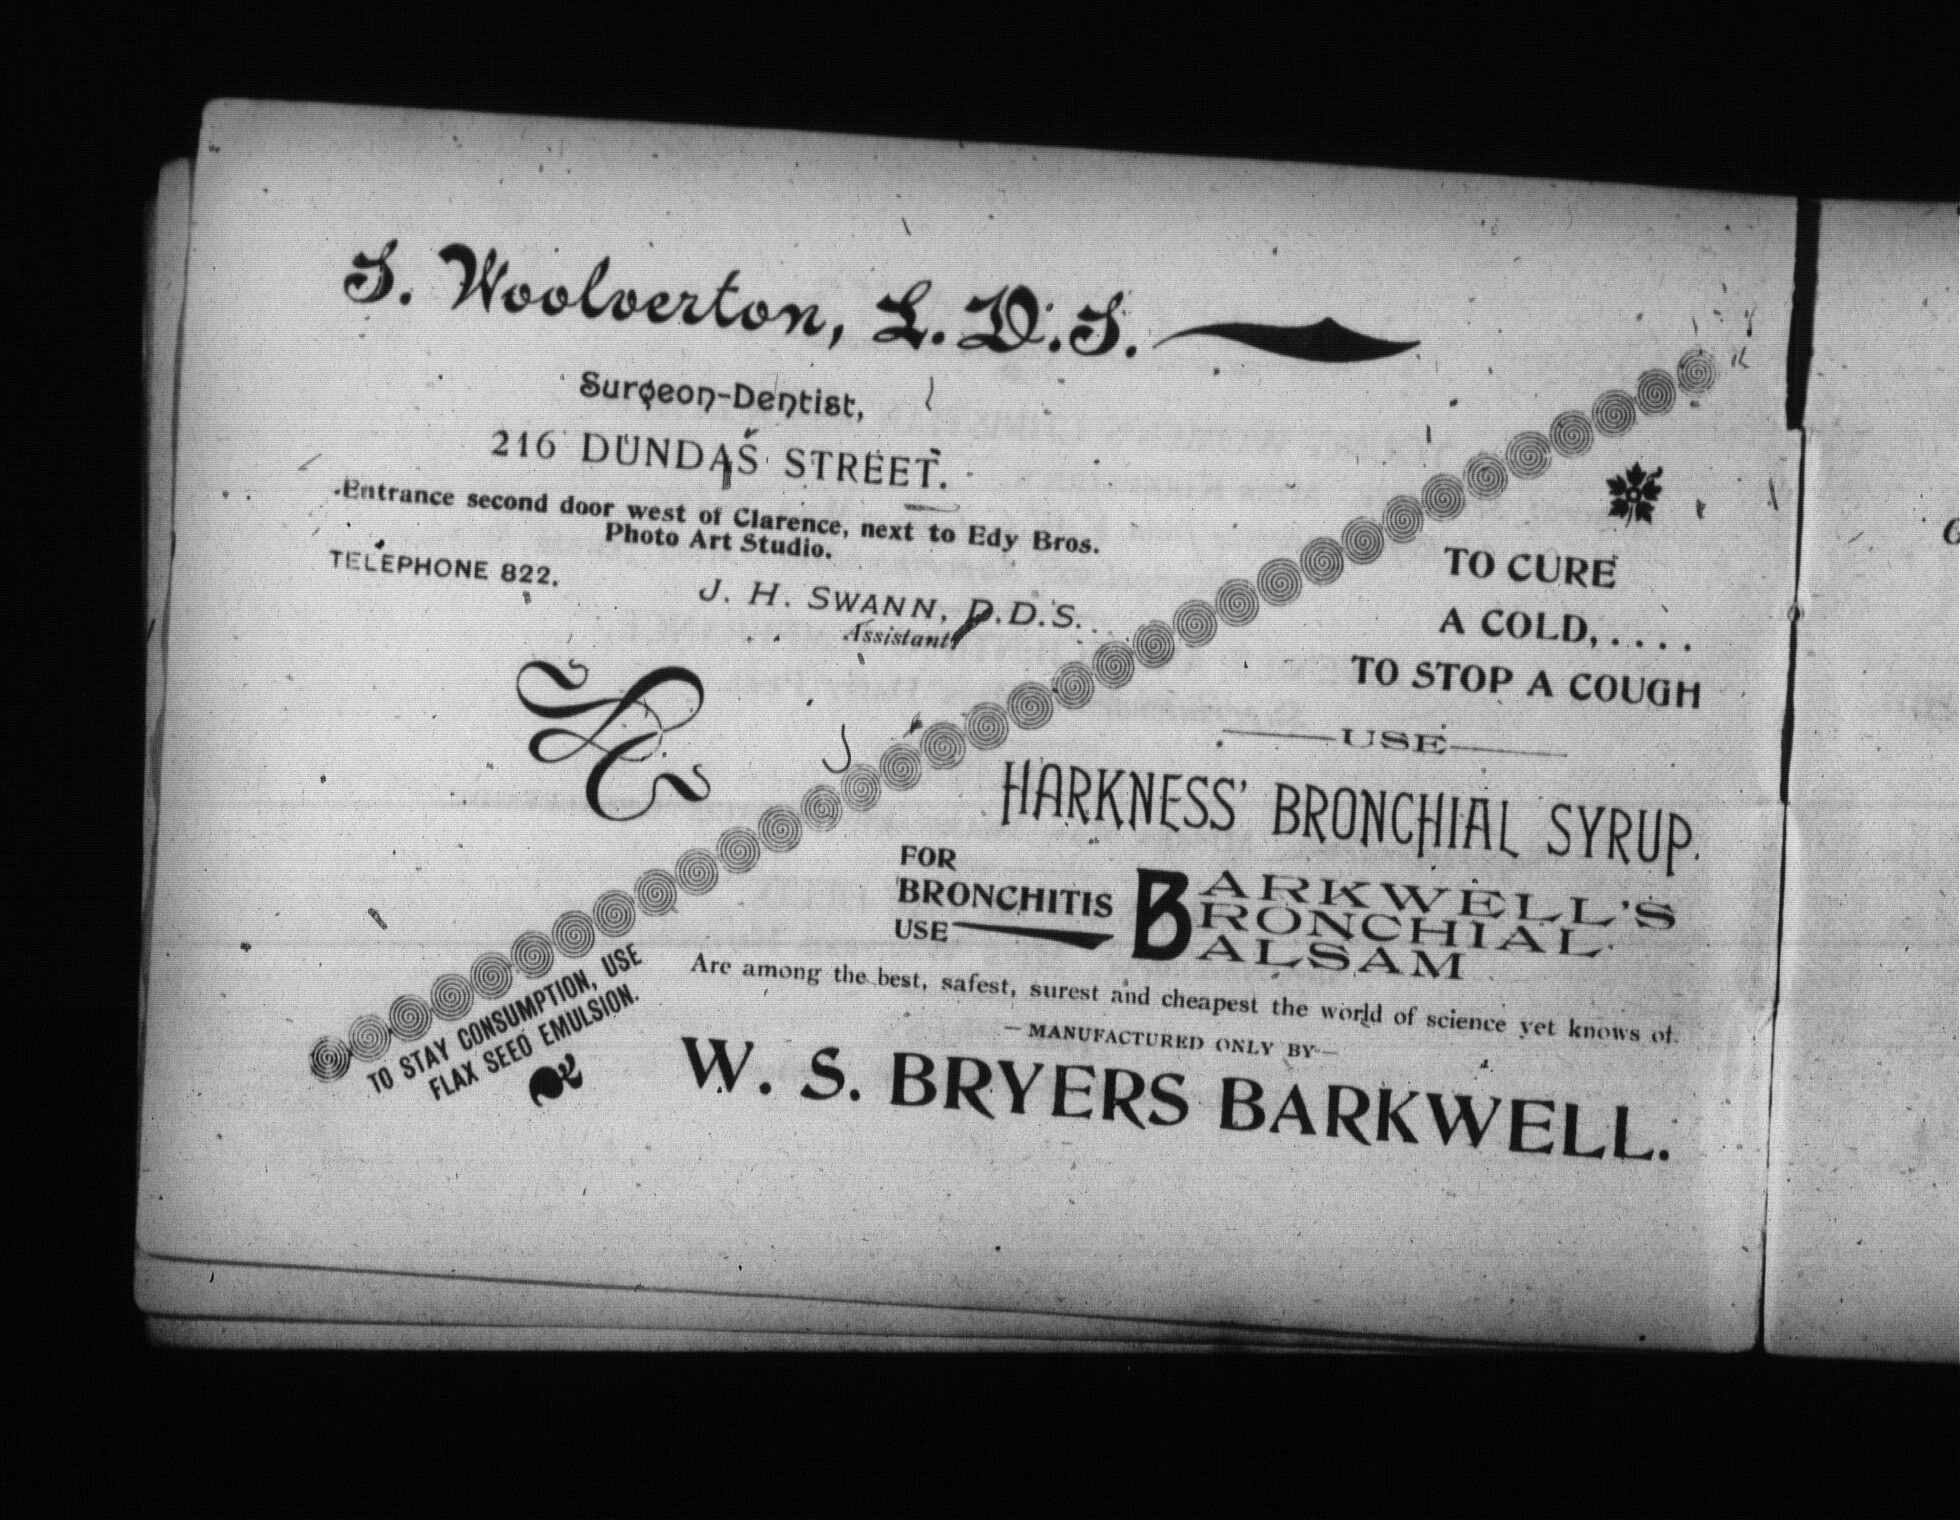 S. Woolverton, L.D.S.
Surgeon-Dentist,
216 DUNDAS STREET.
Entrance second door west of Clarence, next to Edy Bros.
Photo Art Studio.
TELEPHONE 822.
J. H. SWANN, D.D.S.
Assistant.
TO CURE
A COLD, . . . .
TO STOP A COUGH
USE
HARKNESS' BRONCHIAL SYRUP.
FOR
BRONCHITIS
USE
BARKWELL'S
BRONCHIAL
BALSAM
Are among the best, safest, surest and cheapest the world of science yet knows of.
— MANUFACTURED ONLY BY —
W. S. BRYERS BARKWELL.
TO STAY CONSUMPTION, USE
FLAX SEED EMULSION.